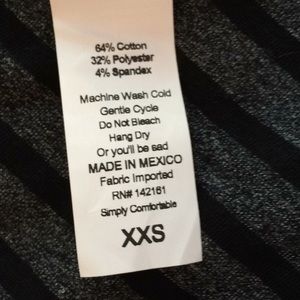 64% Cotton
32% Polyester
4% Spandex
Machine Wash Cold
Gentle Cycle
Do Not Bleach
Hang Dry
Or you'll be sad
MADE IN MEXICO
Fabric Imported
RN# 142161
Simply Comfortable
XXS